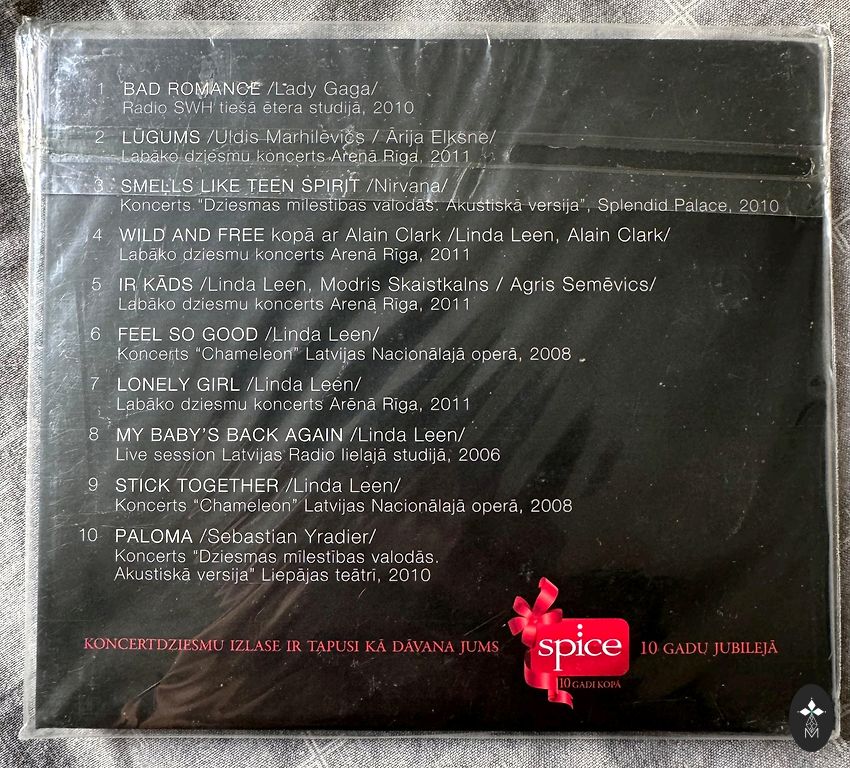 1 BAD ROMANCE /Lady Gaga/
Radio SWH tiešā ētera studijā, 2010
2 LŪGUMS /Uldis Marhilēvičs / Ārija Elksne/
Labāko dziesmu koncerts Arēnā Rīga, 2011
3 SMELLS LIKE TEEN SPIRIT /Nirvana/
Koncerts “Dziesmas mīlestības valodās. Akustiskā versija”, Splendid Palace, 2010
4 WILD AND FREE kopā ar Alain Clark /Linda Leen, Alain Clark/
Labāko dziesmu koncerts Arēnā Rīga, 2011
5 IR KĀDS /Linda Leen, Modris Skaistkalns / Agris Semēvics/
Labāko dziesmu koncerts Arēnā Rīga, 2011
6 FEEL SO GOOD /Linda Leen/
Koncerts “Chameleon” Latvijas Nacionālajā operā, 2008
7 LONELY GIRL /Linda Leen/
Labāko dziesmu koncerts Arēnā Rīga, 2011
8 MY BABY’S BACK AGAIN /Linda Leen/
Live session Latvijas Radio lielajā studijā, 2006
9 STICK TOGETHER /Linda Leen/
Koncerts “Chameleon” Latvijas Nacionālajā operā, 2008
10 PALOMA /Sebastian Yradier/
Koncerts “Dziesmas mīlestības valodās.
Akustiskā versija” Liepājas teātrī, 2010
KONCERTDZIESMU IZLASE IR TAPUSI KĀ DĀVANA JUMS spice 10 GADU JUBILEJĀ
10 GADI KOPĀ
M